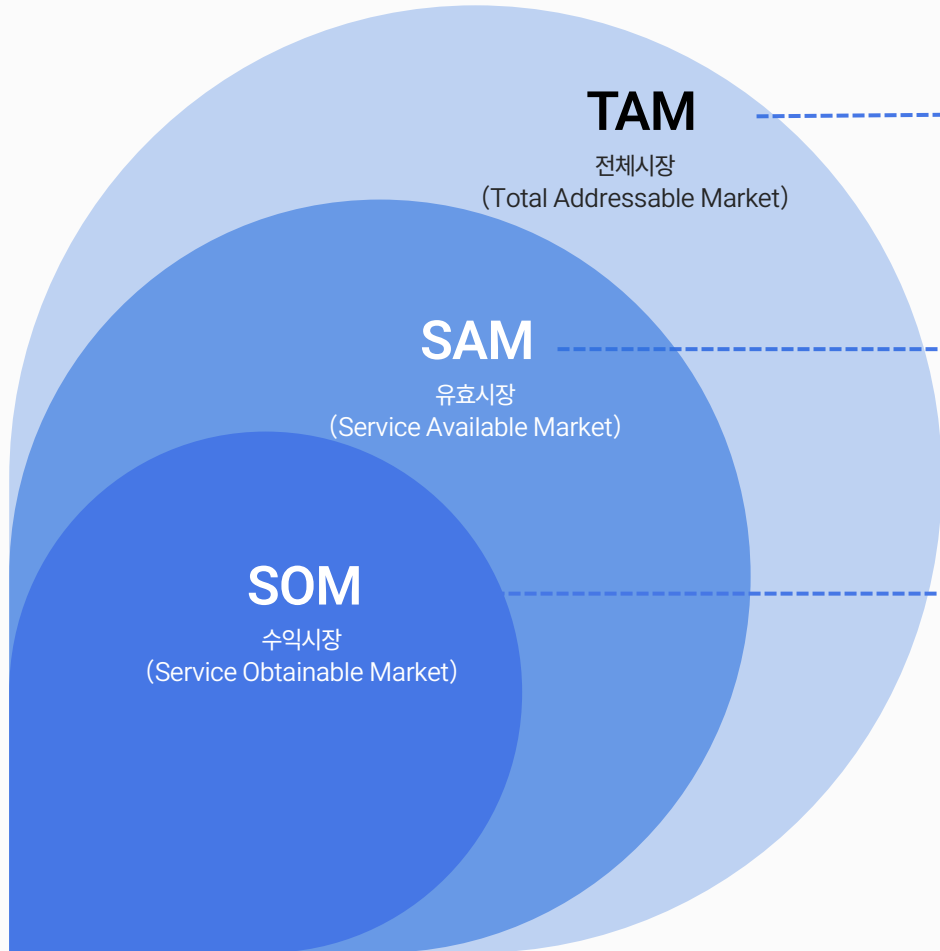 TAM
전체시장
(Total Addressable Market)
SAM
유효시장
(Service Available Market)
SOM
수익시장
(Service Obtainable Market)